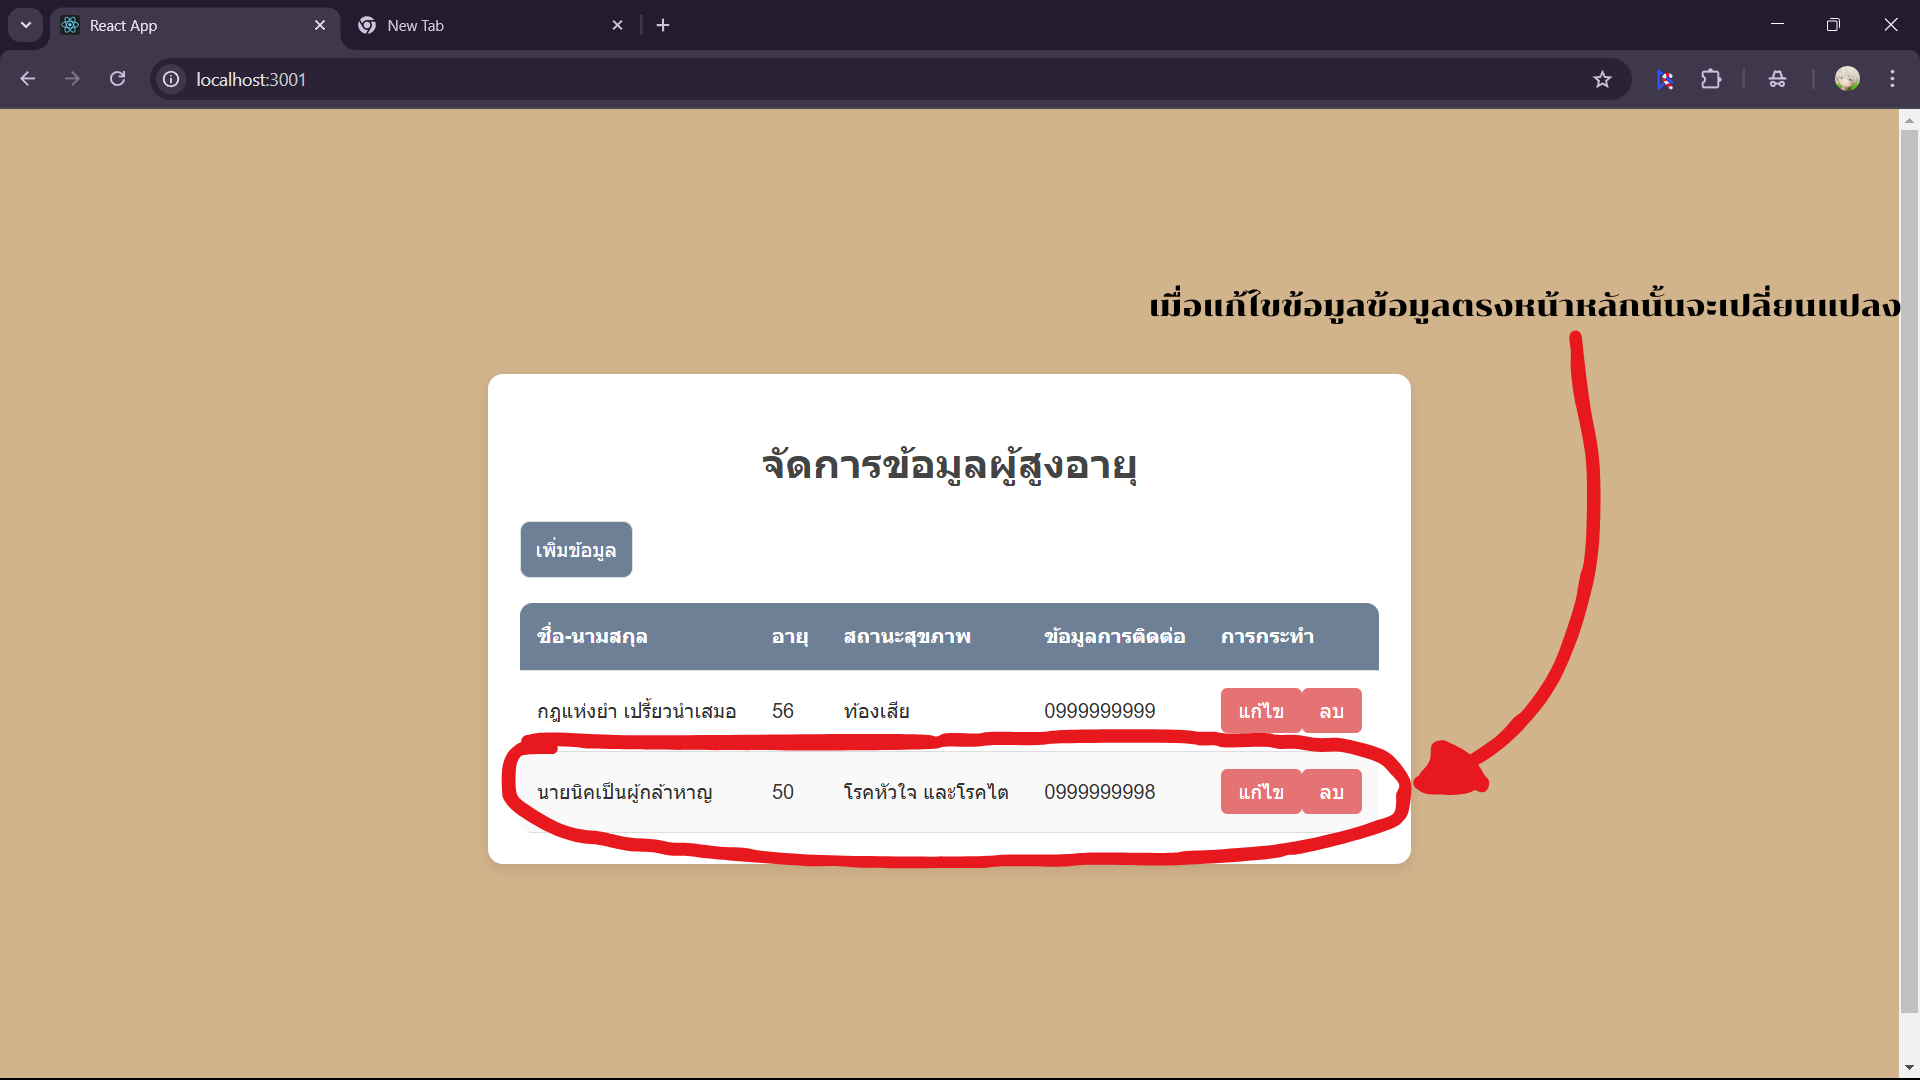 React App
New Tab
localhost:3001
เมื่อแก้ไขข้อมูลข้อมูลตรงหน้าหลักนั้นจะเปลี่ยนแปลง
จัดการข้อมูลผู้สูงอายุ
เพิ่มข้อมูล
ชื่อ-นามสกุล อายุ สถานะสุขภาพ ข้อมูลการติดต่อ การกระทำ
กฎแห่งยำ เปรี้ยวนำเสมอ 56 ท้องเสีย 0999999999 แก้ไข ลบ
นายนิคเป็นผู้กล้าหาญ 50 โรคหัวใจ และโรคไต 0999999998 แก้ไข ลบ